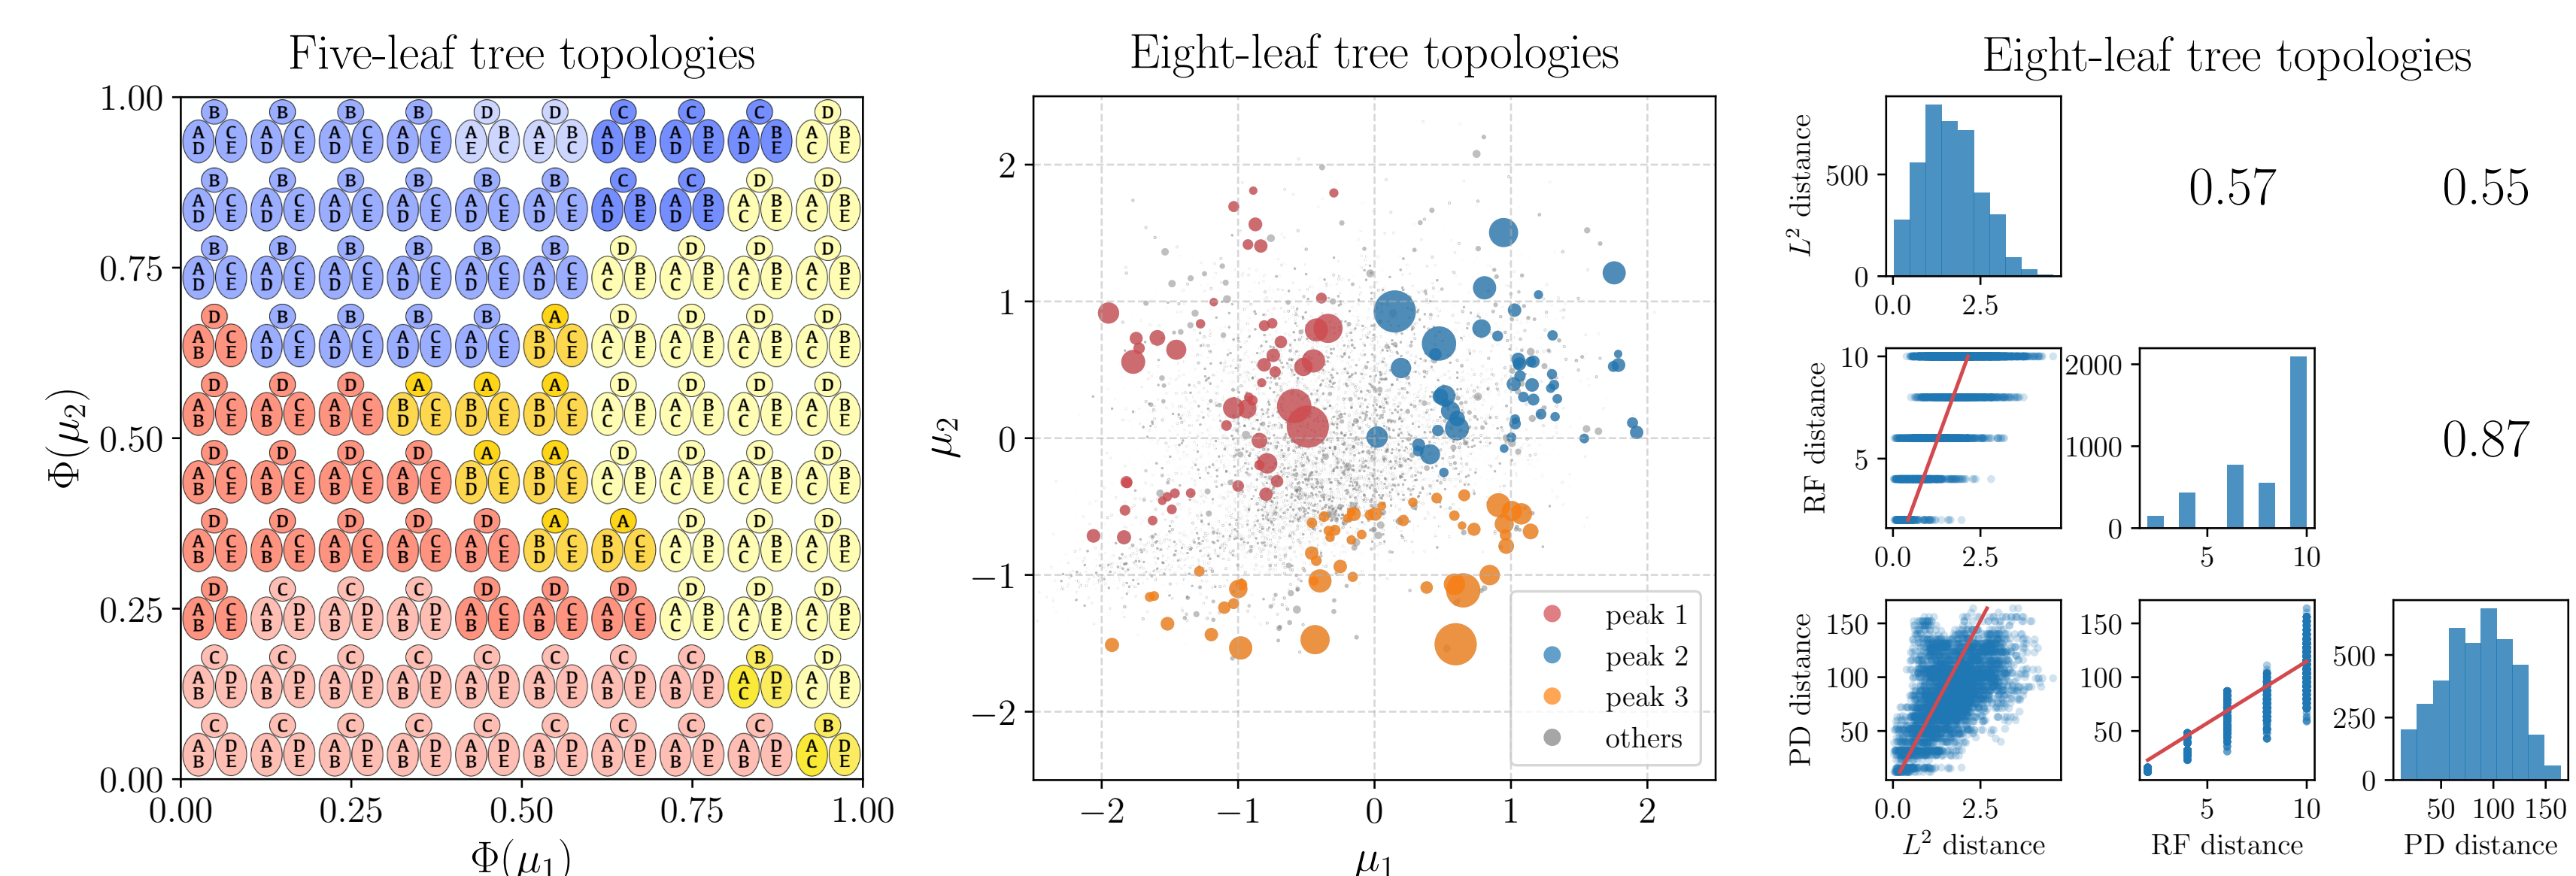 Five-leaf tree topologies
1.00
B B B B D D C C C D
A C A C A C A C A B A B A B A B A B A B
D E D E D E D E E C E C D E D E D E C E
B B B B B B C C D D
A C A C A C A C A C A C A B A B A B A B
D E D E D E D E D E D E D E D E C E C E
B B B B B B D D D D
0.75
A C A C A C A C A C A C A B A B A B A B
D E D E D E D E D E D E C E C E C E C E
D B B B B A D D D D
A C A C A C A C A C B C A B A B A B A B
B E D E D E D E D E D E C E C E C E C E
D D D A A A D D D D
A C A C A C B C B C B C A B A B A B A B
B E B E B E D E D E D E C E C E C E C E
0.50
D D D D A A D D D D
A C A C A C A C B C B C A B A B A B A B
B E B E B E B E D E D E C E C E C E C E
D D D D D A A D D D
A C A C A C A C A C B C B C A B A B A B
B E B E B E B E B E D E D E C E C E C E
D C C C D D D D D D
0.25
A C A D A D A D A C A C A C A B A B A B
B E B E B E B E B E B E B E C E C E C E
C C C C C C C C B D
A D A D A D A D A D A D A D A D A D A B
B E B E B E B E B E B E B E B E C E C E
C C C C C C C C C B
A D A D A D A D A D A D A D A D A D A D
B E B E B E B E B E B E B E B E B E C E
0.00
0.00 0.25 0.50 0.75 1.00
Φ(μ₂)
Φ(μ₁)
Eight-leaf tree topologies
2
1
0
−1
−2
μ₂
−2 −1 0 1 2
μ₁
peak 1
peak 2
peak 3
others
Eight-leaf tree topologies
L² distance
500
0
0.0 2.5
0.57
0.55
RF distance
10
5
0.0 2.5
2000
1000
0
5 10
0.87
PD distance
150
100
50
0.0 2.5
L² distance
150
100
50
5 10
RF distance
500
250
0
50 100 150
PD distance